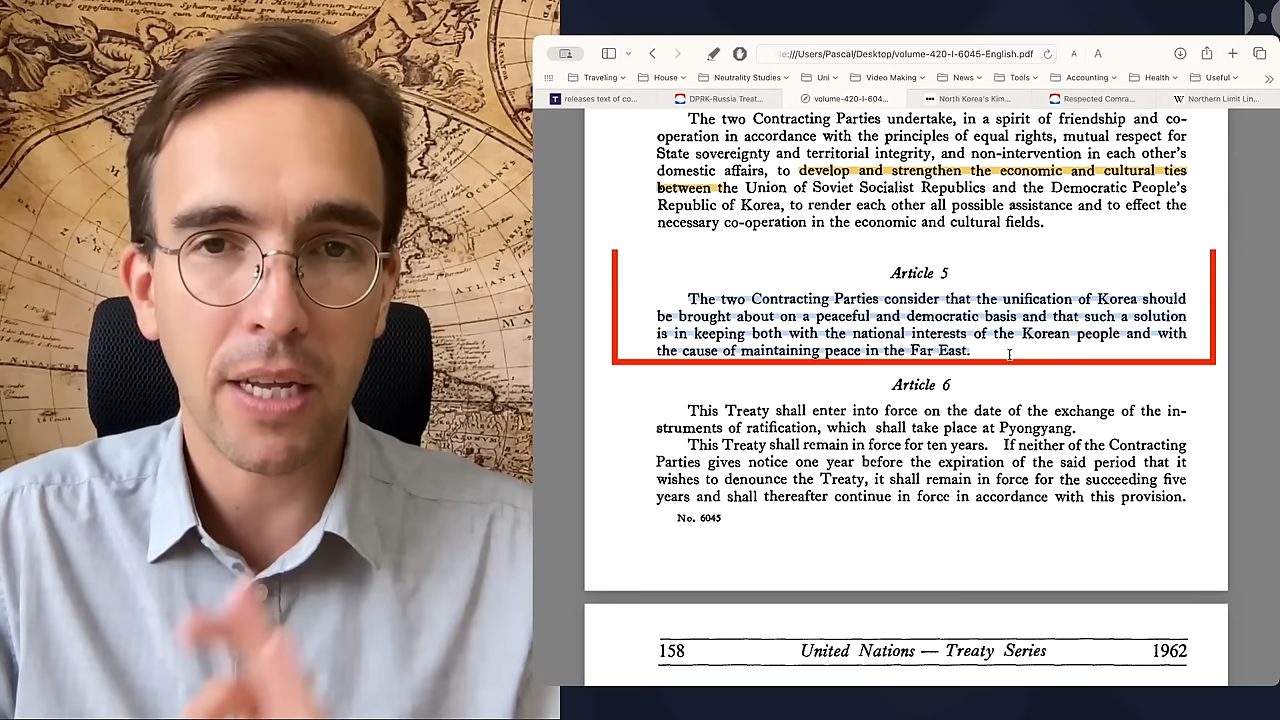 :///Users/Pascal/Desktop/volume-420-I-6045-English.pdf
A A
Traveling House Neutrality Studies Uni Video Making News Tools Accounting Health Useful
releases text of co... DPRK-Russia Treat... volume-420-I-604... North Korea's Kim... Respected Comra... Northern Limit Lin...
The two Contracting Parties undertake, in a spirit of friendship and co-
operation in accordance with the principles of equal rights, mutual respect for
State sovereignty and territorial integrity, and non-intervention in each other's
domestic affairs, to develop and strengthen the economic and cultural ties
between the Union of Soviet Socialist Republics and the Democratic People's
Republic of Korea, to render each other all possible assistance and to effect the
necessary co-operation in the economic and cultural fields.
Article 5
The two Contracting Parties consider that the unification of Korea should
be brought about on a peaceful and democratic basis and that such a solution
is in keeping both with the national interests of the Korean people and with
the cause of maintaining peace in the Far East.
Article 6
This Treaty shall enter into force on the date of the exchange of the in-
struments of ratification, which shall take place at Pyongyang.
This Treaty shall remain in force for ten years. If neither of the Contracting
Parties gives notice one year before the expiration of the said period that it
wishes to denounce the Treaty, it shall remain in force for the succeeding five
years and shall thereafter continue in force in accordance with this provision.
No. 6045
158 United Nations — Treaty Series 1962